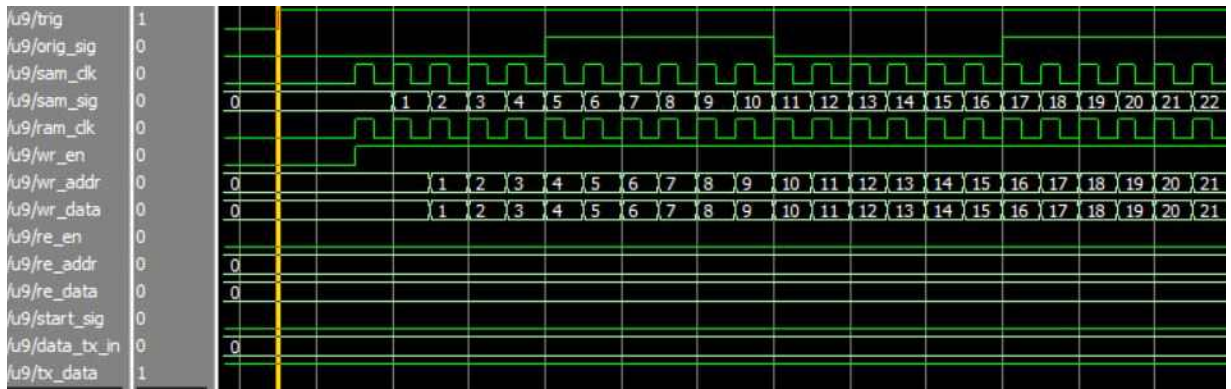 /u9/trig 1
/u9/orig_sig 0
/u9/sam_clk 0
/u9/sam_sig 0 0 1 2 3 4 5 6 7 8 9 10 11 12 13 14 15 16 17 18 19 20 21 22
/u9/ram_clk 0
/u9/wr_en 0
/u9/wr_addr 0 0 1 2 3 4 5 6 7 8 9 10 11 12 13 14 15 16 17 18 19 20 21
/u9/wr_data 0 0 1 2 3 4 5 6 7 8 9 10 11 12 13 14 15 16 17 18 19 20 21
/u9/re_en 0
/u9/re_addr 0 0
/u9/re_data 0 0
/u9/start_sig 0
/u9/data_tx_in 0 0
/u9/tx_data 1